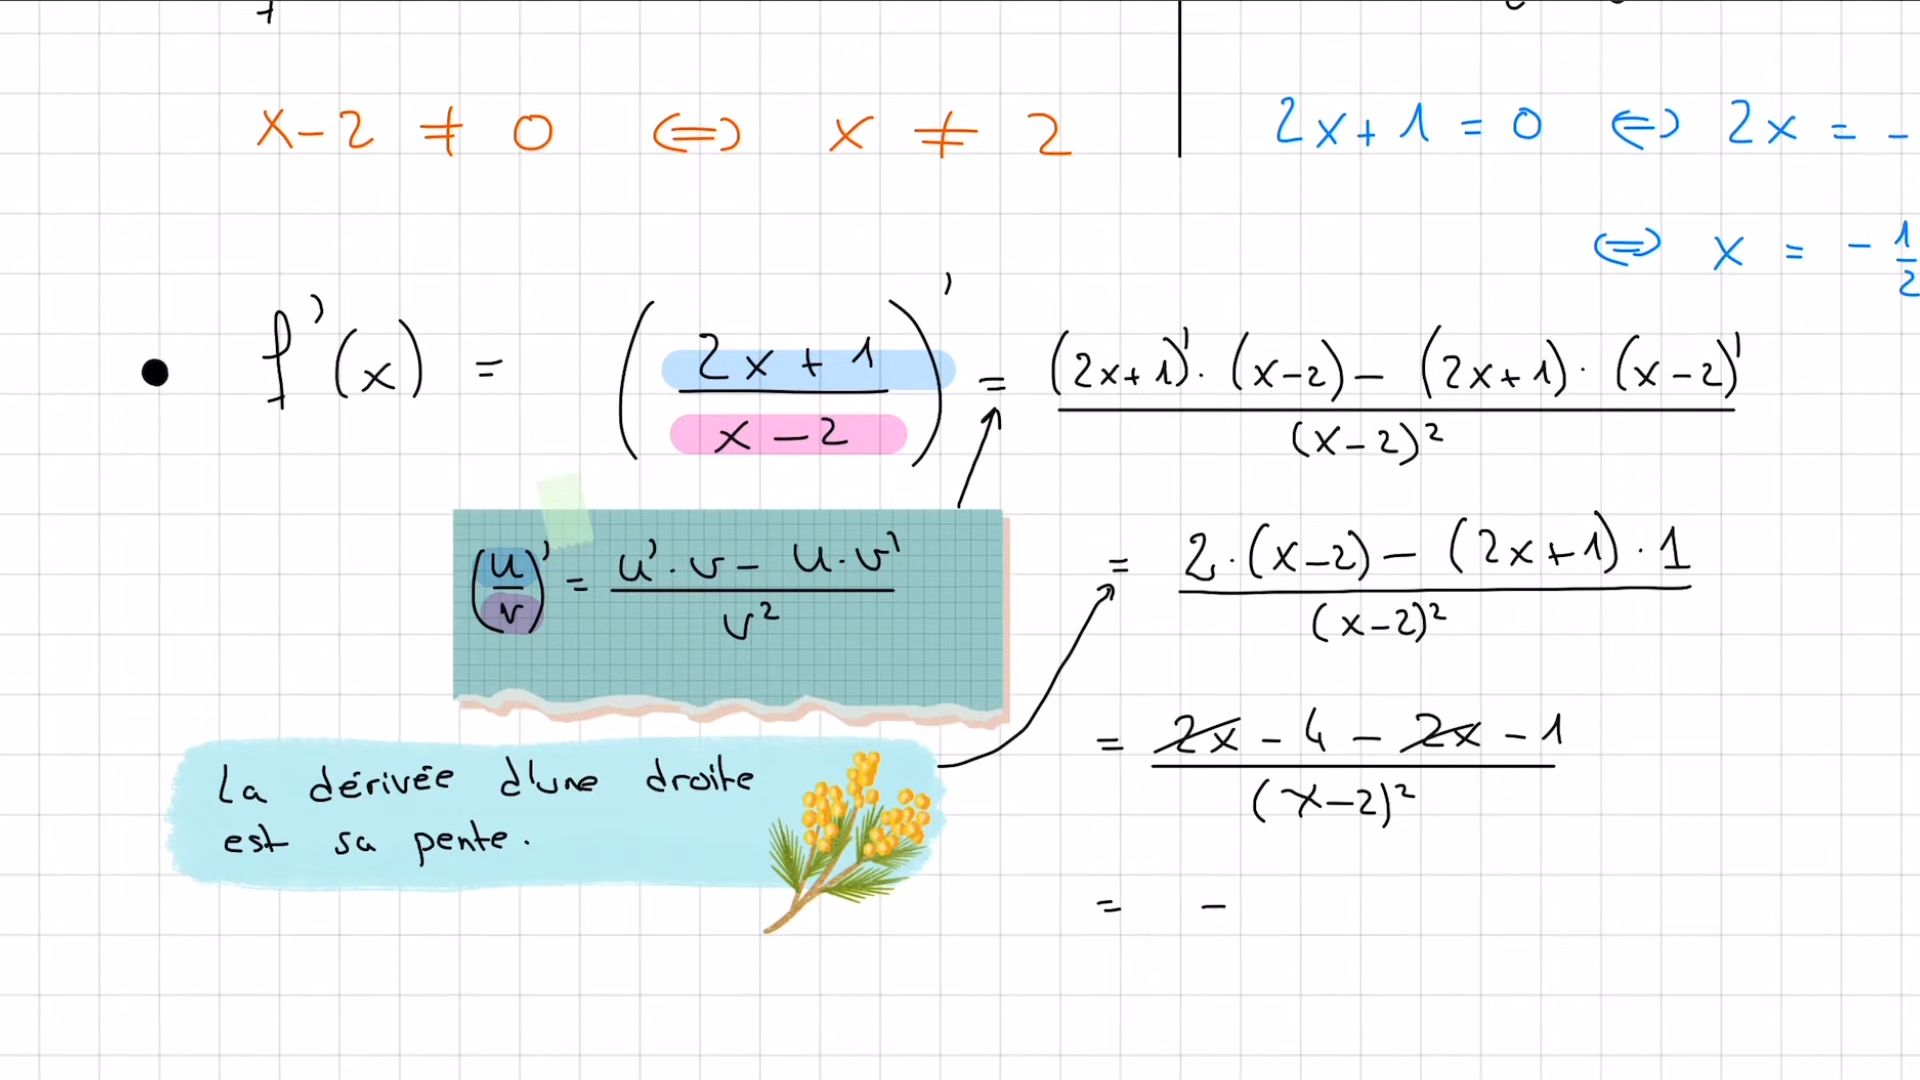 x-2 ≠ 0 ⇔ x ≠ 2
2x+1 = 0 ⇔ 2x = -
⇔ x = -1/2
• f'(x) = ((2x+1)/(x-2))' = ((2x+1)'·(x-2) - (2x+1)·(x-2)')/(x-2)²
(u/v)' = (u'·v - u·v')/v²
= (2·(x-2) - (2x+1)·1)/(x-2)²
= (2x - 4 - 2x - 1)/(x-2)²
La dérivée d'une droite
est sa pente.
= -